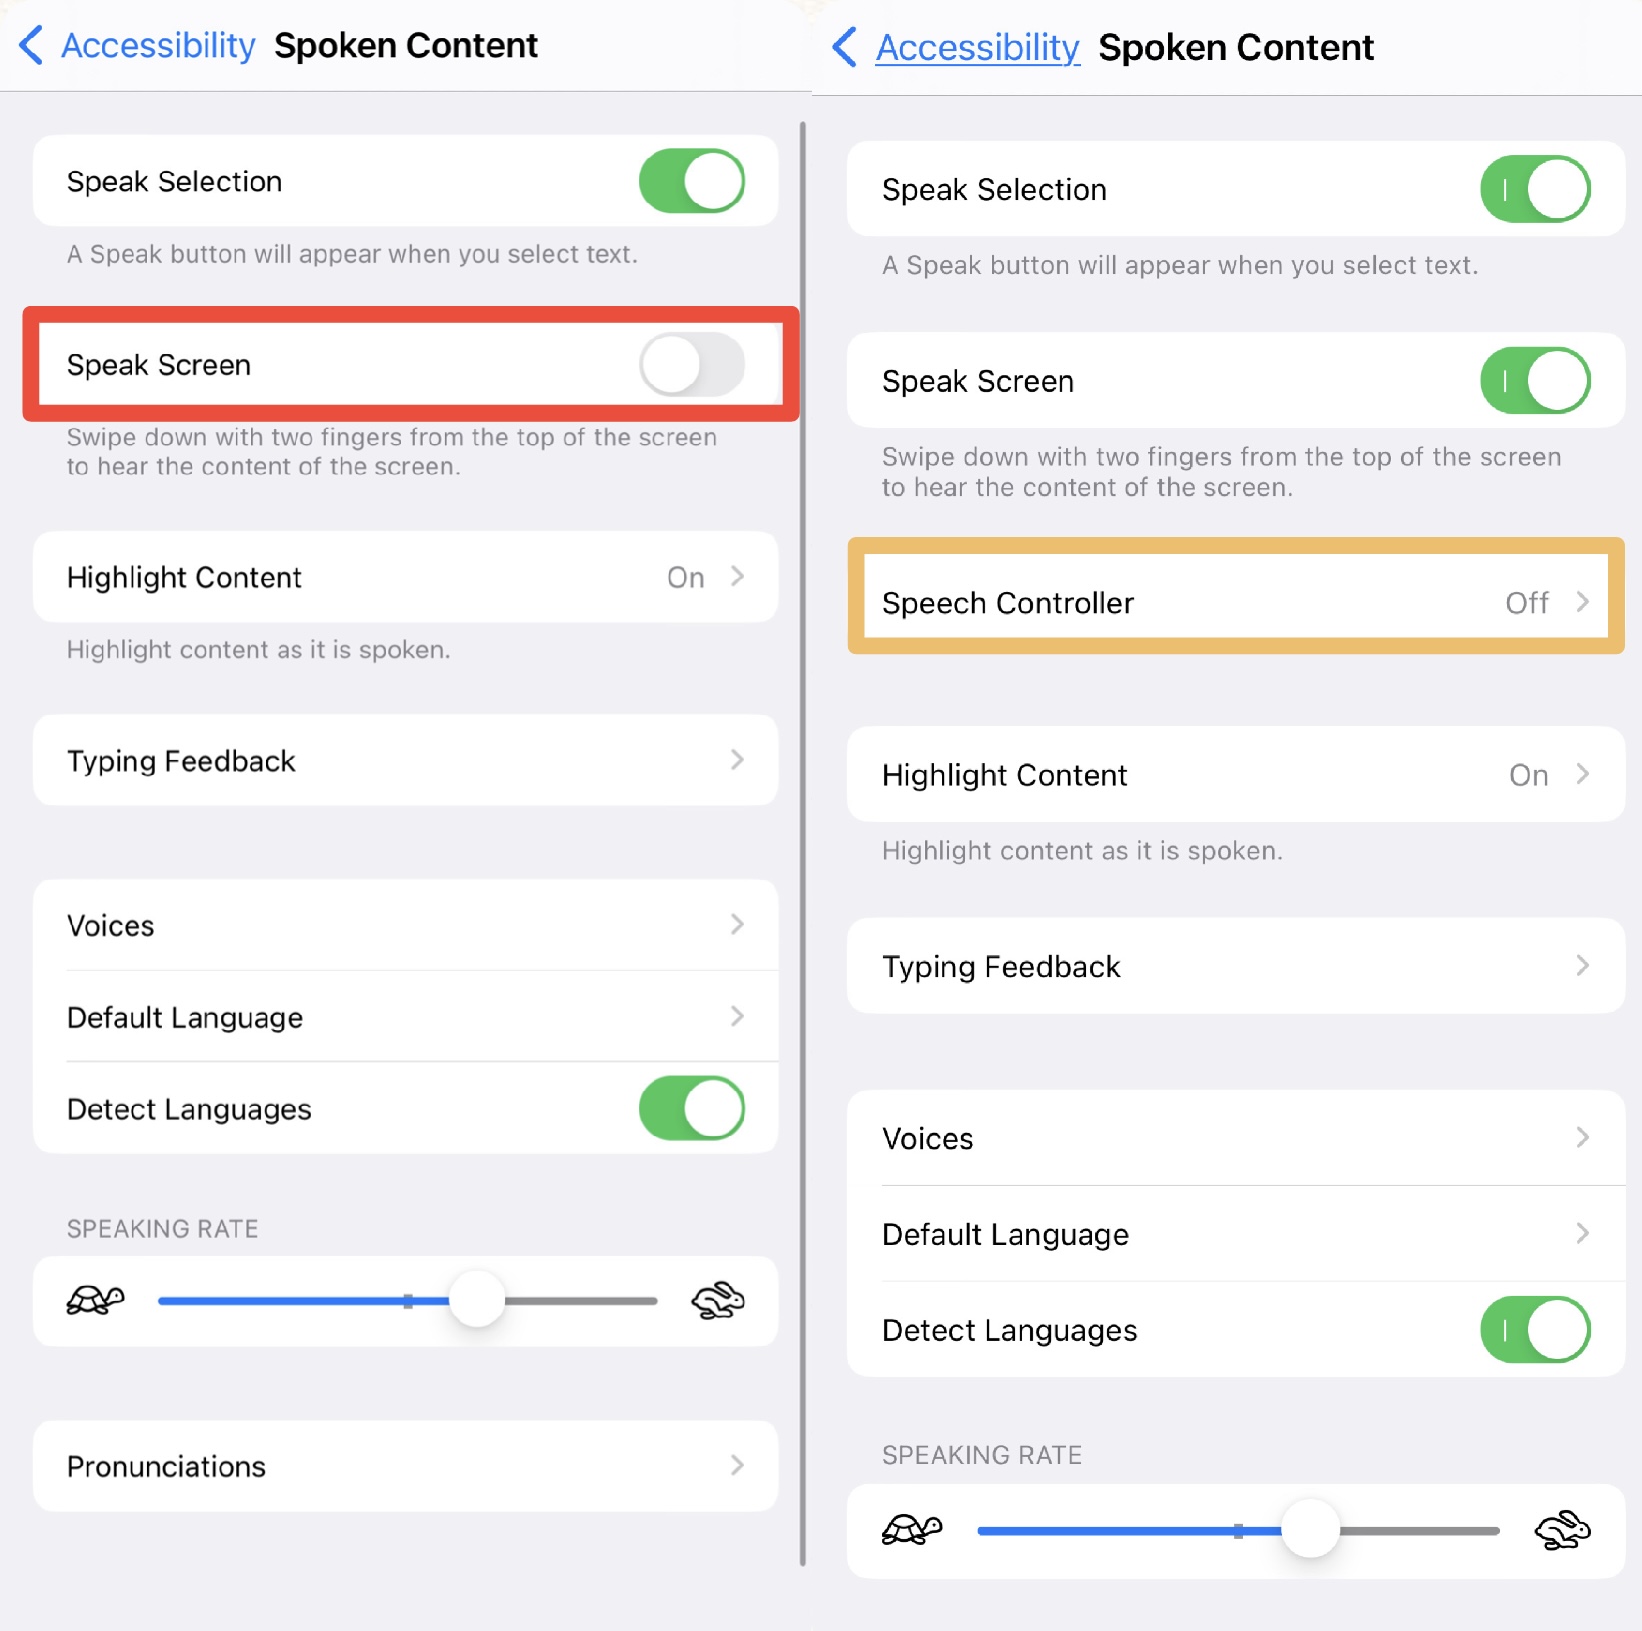 Accessibility Spoken Content
Speak Selection
A Speak button will appear when you select text.
Speak Screen
Swipe down with two fingers from the top of the screen
to hear the content of the screen.
Highlight Content On
Highlight content as it is spoken.
Typing Feedback
Voices
Default Language
Detect Languages
SPEAKING RATE
Pronunciations
Accessibility Spoken Content
Speak Selection
A Speak button will appear when you select text.
Speak Screen
Swipe down with two fingers from the top of the screen
to hear the content of the screen.
Speech Controller Off
Highlight Content On
Highlight content as it is spoken.
Typing Feedback
Voices
Default Language
Detect Languages
SPEAKING RATE